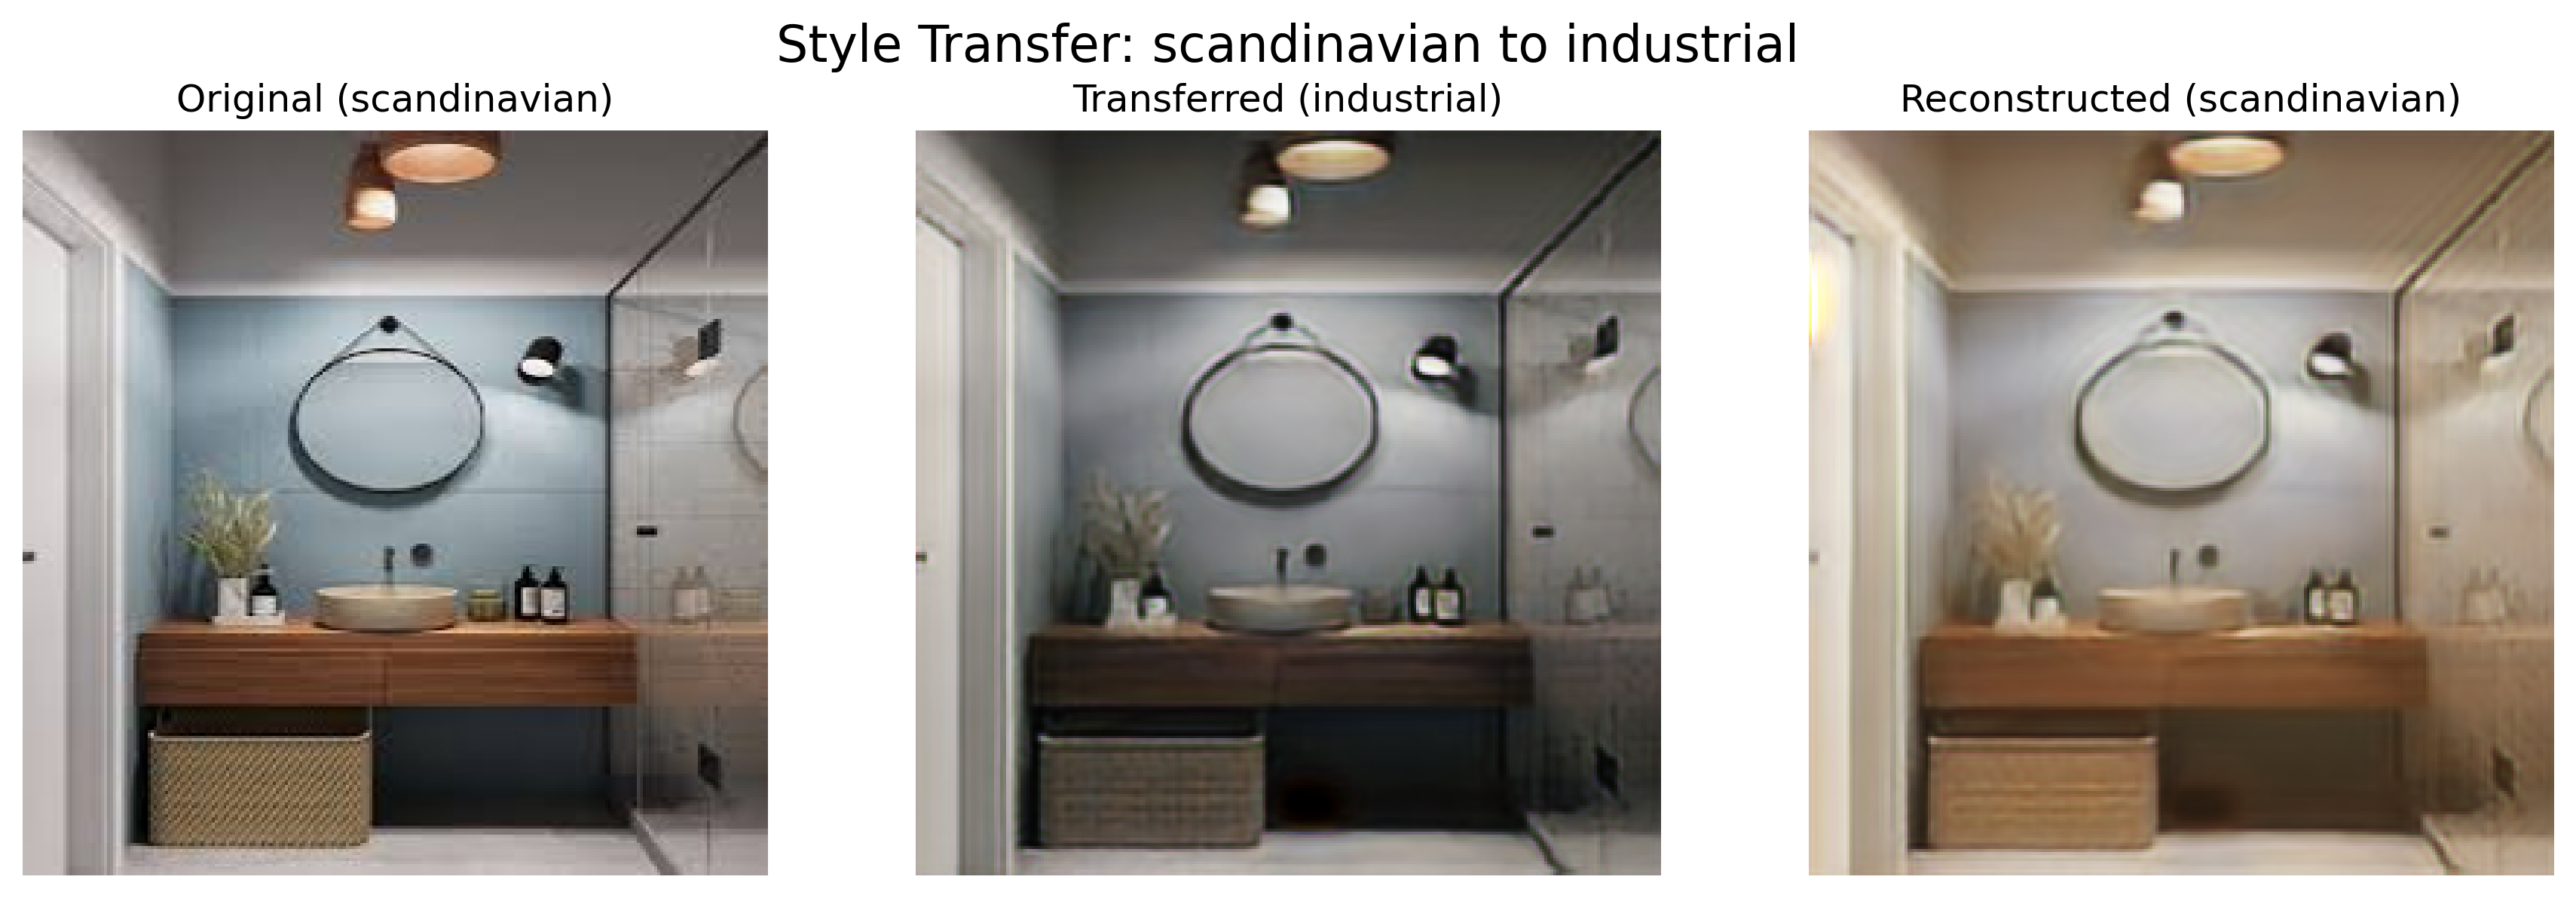 Style Transfer: scandinavian to industrial
Original (scandinavian)
Transferred (industrial)
Reconstructed (scandinavian)